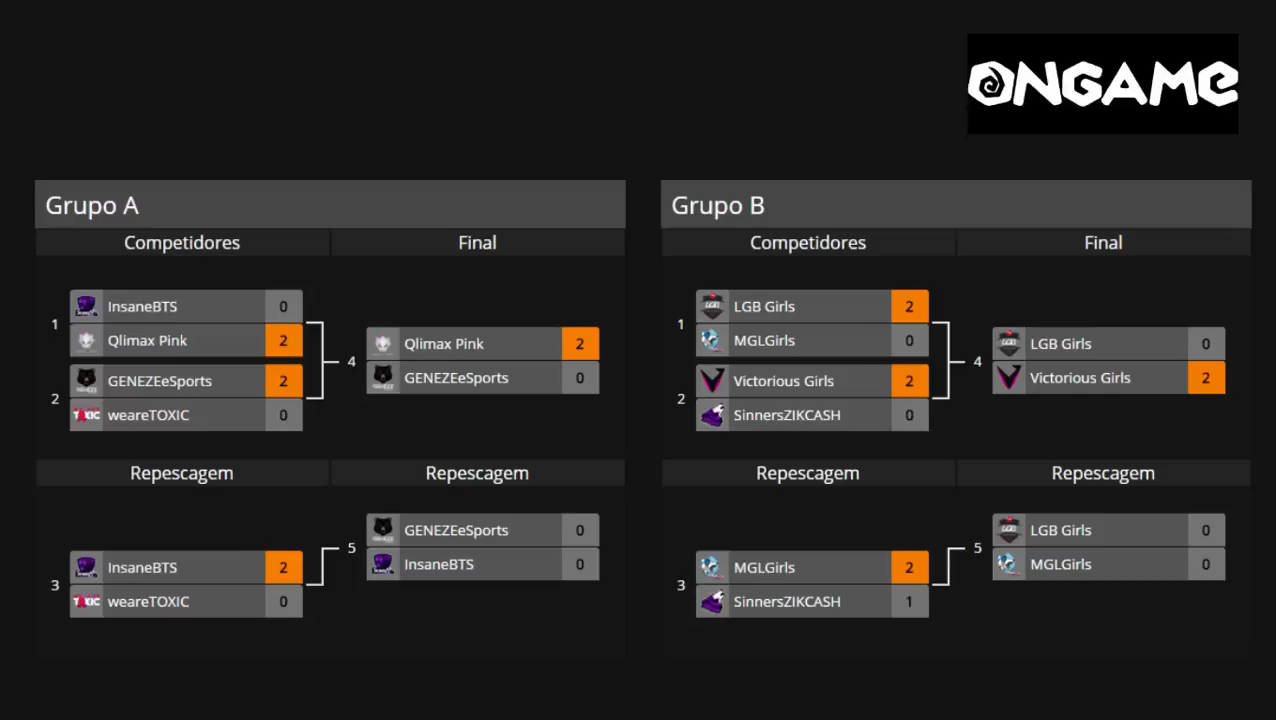 ONGAME
Grupo A
Competidores Final
1
InsaneBTS 0
Qlimax Pink 2
2
GENEZEeSports 2
weareTOXIC 0
4
Qlimax Pink 2
GENEZEeSports 0
Repescagem Repescagem
3
InsaneBTS 2
weareTOXIC 0
5
GENEZEeSports 0
InsaneBTS 0
Grupo B
Competidores Final
1
LGB Girls 2
MGLGirls 0
2
Victorious Girls 2
SinnersZIKCASH 0
4
LGB Girls 0
Victorious Girls 2
Repescagem Repescagem
3
MGLGirls 2
SinnersZIKCASH 1
5
LGB Girls 0
MGLGirls 0